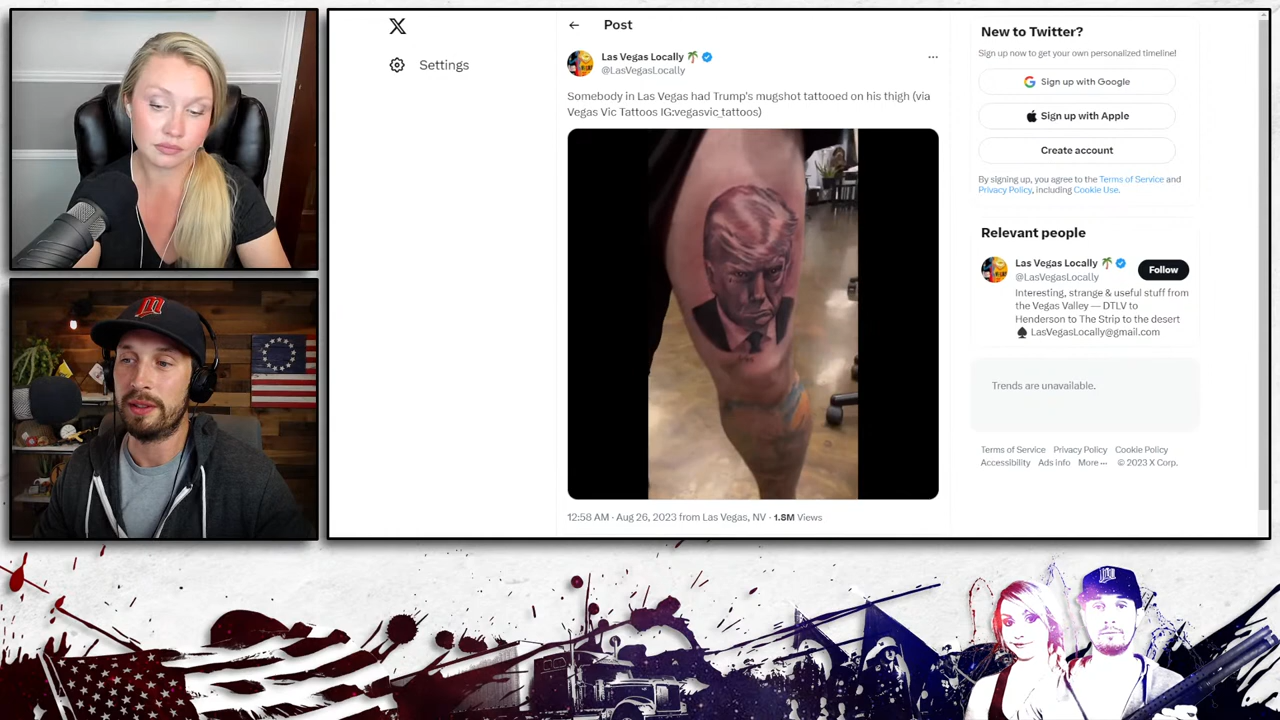 Post
Settings
Las Vegas Locally
@LasVegasLocally
Somebody in Las Vegas had Trump's mugshot tattooed on his thigh (via
Vegas Vic Tattoos IG:vegasvic_tattoos)
12:58 AM · Aug 26, 2023 from Las Vegas, NV · 1.8M Views
New to Twitter?
Sign up now to get your own personalized timeline!
Sign up with Google
Sign up with Apple
Create account
By signing up, you agree to the Terms of Service and
Privacy Policy, including Cookie Use.
Relevant people
Las Vegas Locally
@LasVegasLocally
Follow
Interesting, strange & useful stuff from
the Vegas Valley — DTLV to
Henderson to The Strip to the desert
LasVegasLocally@gmail.com
Trends are unavailable.
Terms of Service Privacy Policy Cookie Policy
Accessibility Ads info More ··· © 2023 X Corp.